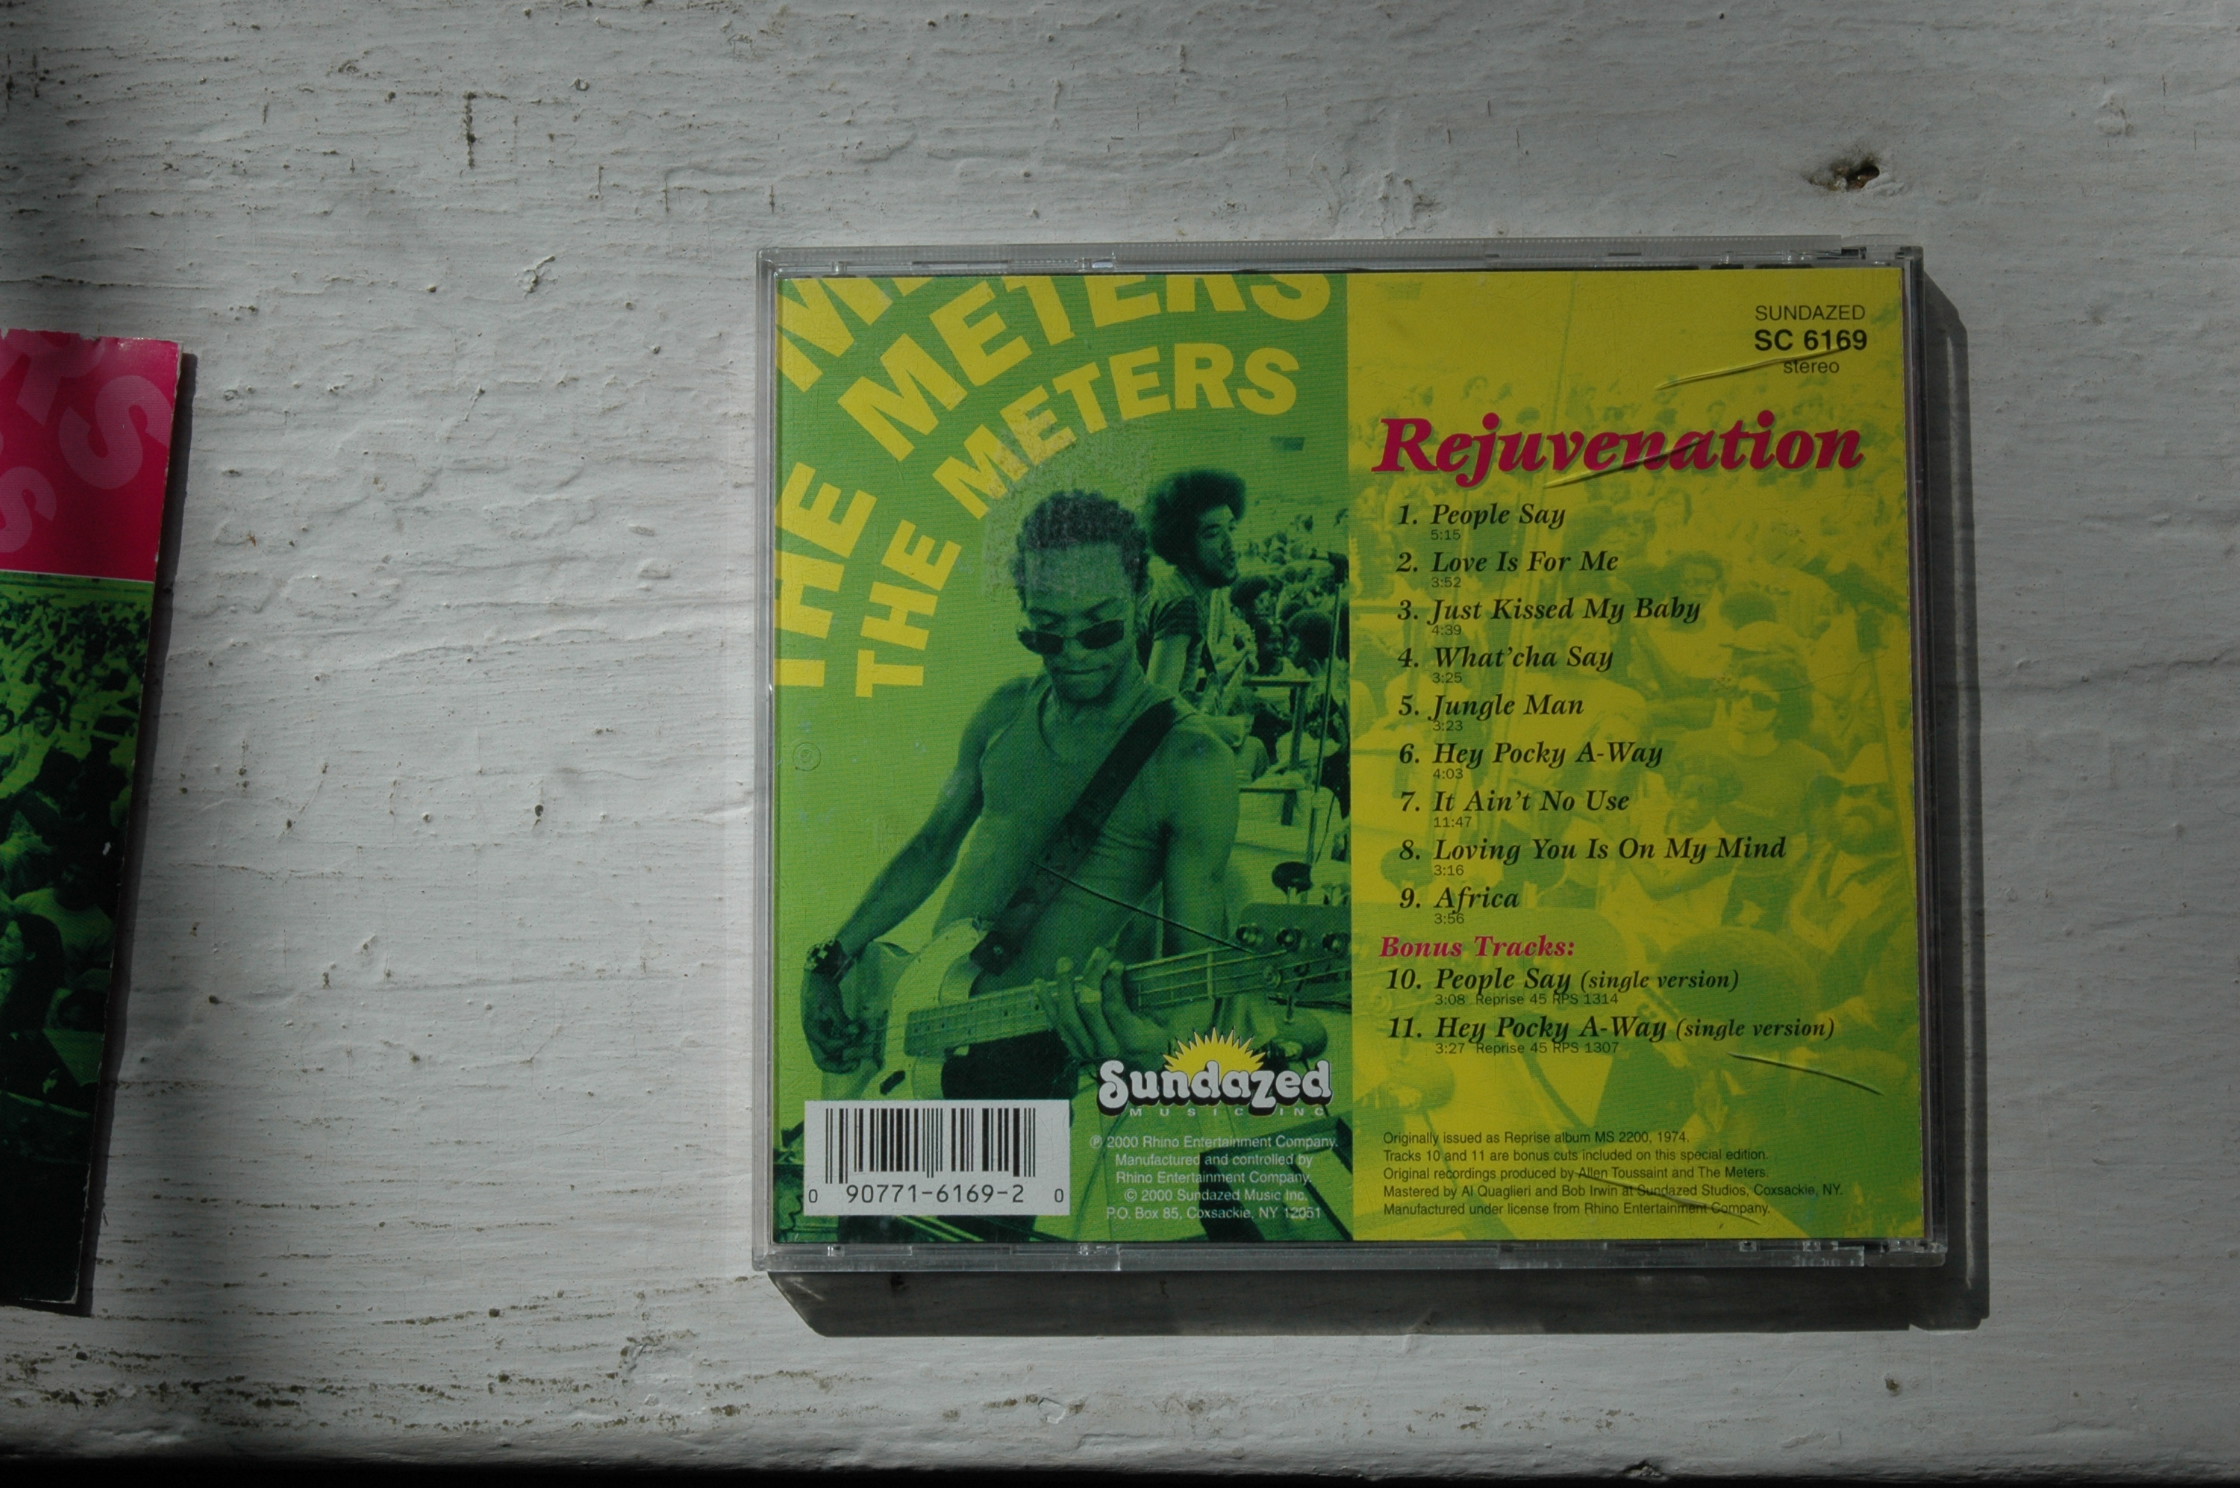 METERS
THE METERS
THE METERS
SUNDAZED
SC 6169
stereo
Rejuvenation
1. People Say
5:15
2. Love Is For Me
3:52
3. Just Kissed My Baby
4:39
4. What'cha Say
3:25
5. Jungle Man
3:23
6. Hey Pocky A-Way
4:03
7. It Ain't No Use
11:47
8. Loving You Is On My Mind
3:16
9. Africa
3:56
Bonus Tracks:
10. People Say (single version)
3:08 Reprise 45 RPS 1314
11. Hey Pocky A-Way (single version)
3:27 Reprise 45 RPS 1307
Sundazed
MUSIC INC
0 90771-6169-2 0
℗ 2000 Rhino Entertainment Company.
Manufactured and controlled by
Rhino Entertainment Company.
© 2000 Sundazed Music Inc.
P.O. Box 85, Coxsackie, NY 12051
Originally issued as Reprise album MS 2200, 1974.
Tracks 10 and 11 are bonus cuts included on this special edition.
Original recordings produced by Allen Toussaint and The Meters.
Mastered by Al Quaglieri and Bob Irwin at Sundazed Studios, Coxsackie, NY.
Manufactured under license from Rhino Entertainment Company.